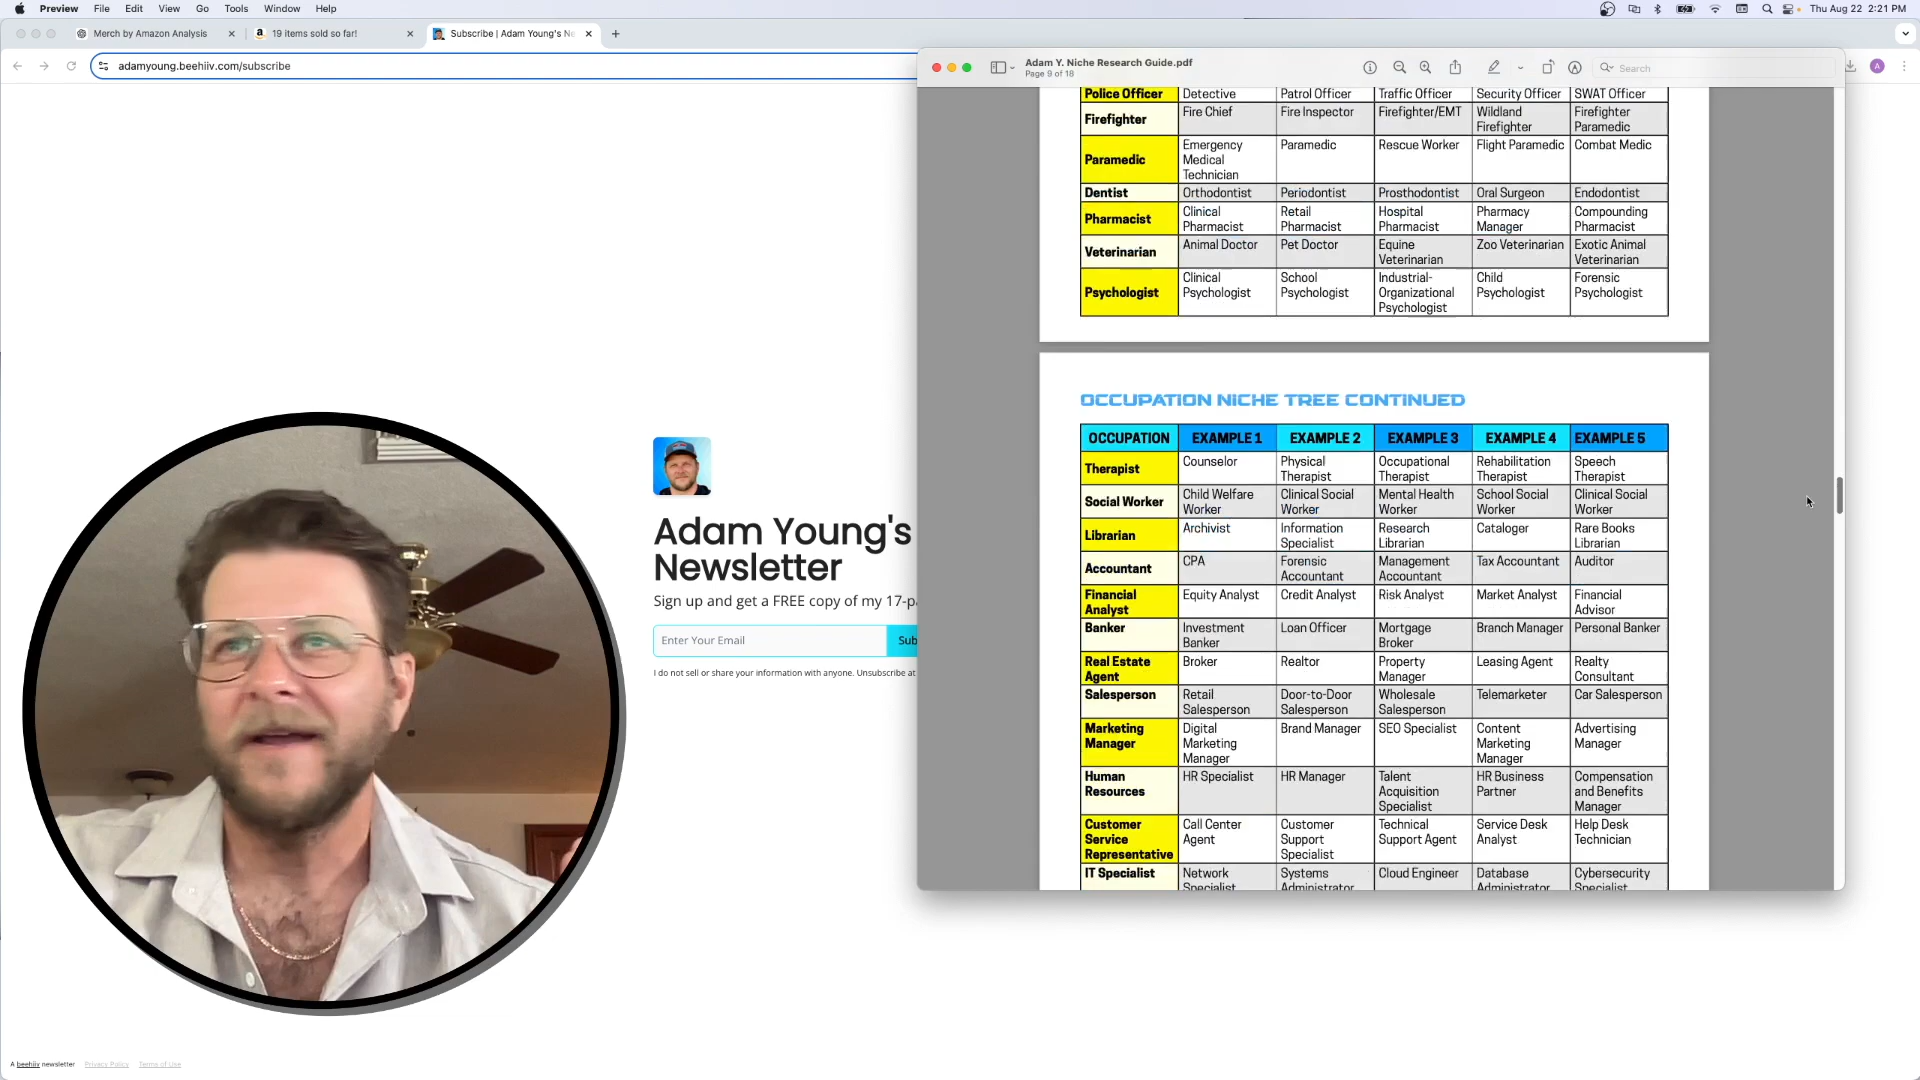 Preview File Edit View Go Tools Window Help
Thu Aug 22 2:21 PM
Merch by Amazon Analysis
19 items sold so far!
Subscribe | Adam Young's Ne
adamyoung.beehiiv.com/subscribe
Adam Y. Niche Research Guide.pdf
Page 9 of 18
Search
A
Police Officer Detective Patrol Officer Traffic Officer Security Officer SWAT Officer
Firefighter Fire Chief Fire Inspector Firefighter/EMT Wildland Firefighter Firefighter Paramedic
Paramedic Emergency Medical Technician Paramedic Rescue Worker Flight Paramedic Combat Medic
Dentist Orthodontist Periodontist Prosthodontist Oral Surgeon Endodontist
Pharmacist Clinical Pharmacist Retail Pharmacist Hospital Pharmacist Pharmacy Manager Compounding Pharmacist
Veterinarian Animal Doctor Pet Doctor Equine Veterinarian Zoo Veterinarian Exotic Animal Veterinarian
Psychologist Clinical Psychologist School Psychologist Industrial-Organizational Psychologist Child Psychologist Forensic Psychologist
OCCUPATION NICHE TREE CONTINUED
OCCUPATION EXAMPLE 1 EXAMPLE 2 EXAMPLE 3 EXAMPLE 4 EXAMPLE 5
Therapist Counselor Physical Therapist Occupational Therapist Rehabilitation Therapist Speech Therapist
Social Worker Child Welfare Worker Clinical Social Worker Mental Health Worker School Social Worker Clinical Social Worker
Librarian Archivist Information Specialist Research Librarian Cataloger Rare Books Librarian
Accountant CPA Forensic Accountant Management Accountant Tax Accountant Auditor
Financial Analyst Equity Analyst Credit Analyst Risk Analyst Market Analyst Financial Advisor
Banker Investment Banker Loan Officer Mortgage Broker Branch Manager Personal Banker
Real Estate Agent Broker Realtor Property Manager Leasing Agent Realty Consultant
Salesperson Retail Salesperson Door-to-Door Salesperson Wholesale Salesperson Telemarketer Car Salesperson
Marketing Manager Digital Marketing Manager Brand Manager SEO Specialist Content Marketing Manager Advertising Manager
Human Resources HR Specialist HR Manager Talent Acquisition Specialist HR Business Partner Compensation and Benefits Manager
Customer Service Representative Call Center Agent Customer Support Specialist Technical Support Agent Service Desk Analyst Help Desk Technician
IT Specialist Network Specialist Systems Administrator Cloud Engineer Database Administrator Cybersecurity Specialist
Adam Young's
Newsletter
Sign up and get a FREE copy of my 17-pa
Enter Your Email
Sub
I do not sell or share your information with anyone. Unsubscribe at
A beehiiv newsletter Privacy Policy Terms of Use